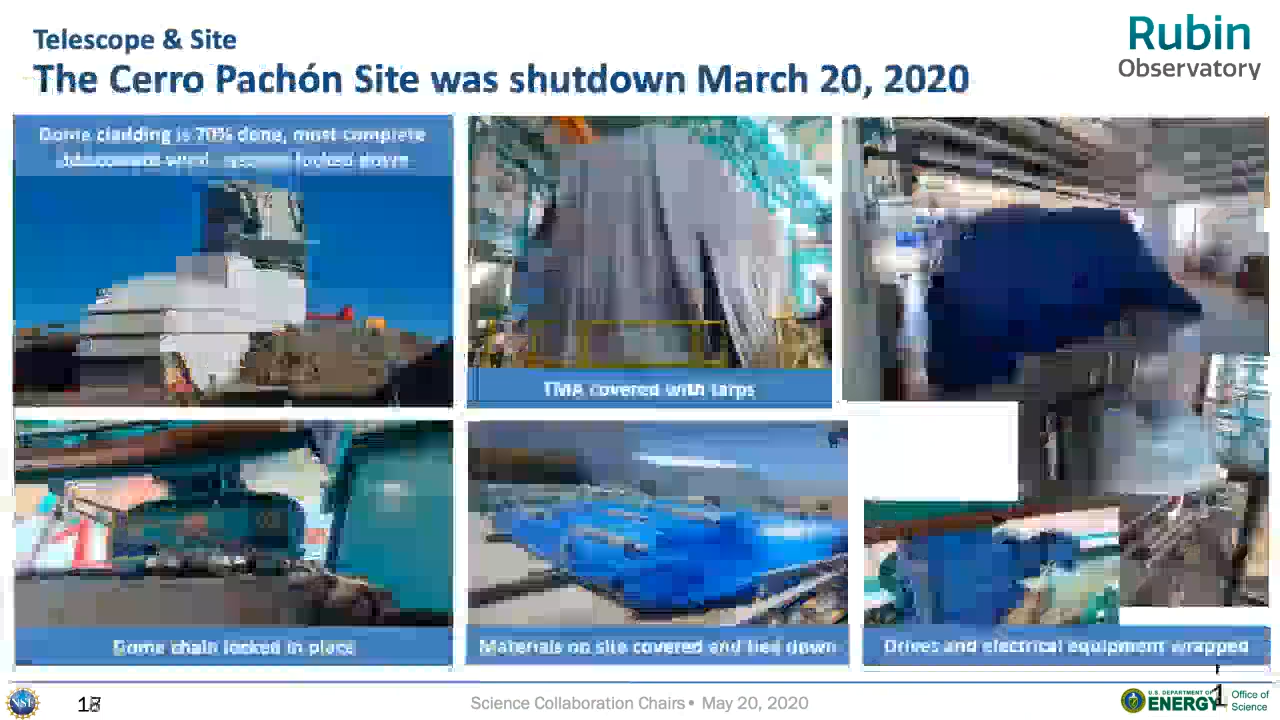 Telescope & Site
The Cerro Pachón Site was shutdown March 20, 2020
Rubin
Observatory
Dome cladding is 70% done, most complete
locked down
TMA covered with tarps
Dome chain locked in place
Materials on site covered and tied down
Drives and electrical equipment wrapped
NSF
Science Collaboration Chairs • May 20, 2020
U.S. DEPARTMENT OF
ENERGY
Office of
Science